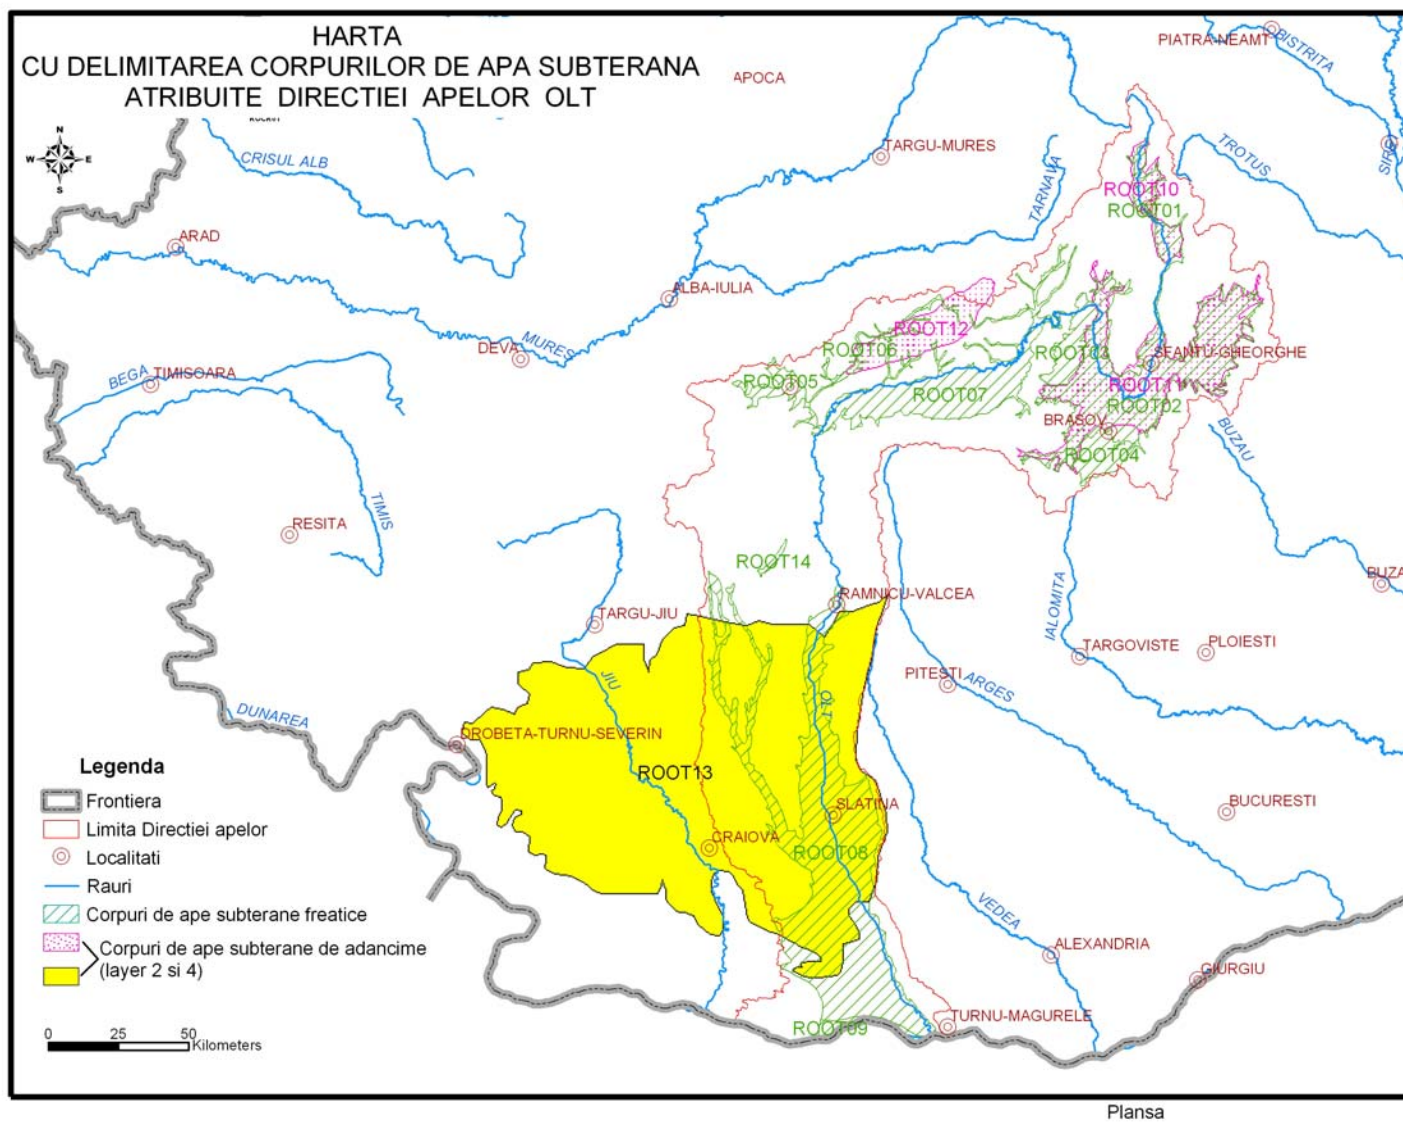 HARTA
CU DELIMITAREA CORPURILOR DE APA SUBTERANA
ATRIBUITE DIRECTIEI APELOR OLT
APOCA
PIATRA-NEAMT
BISTRITA
N
W E
S
CRISUL ALB
TARGU-MURES
TARNAVA
TROTUS
SIRE
ROOT10
ROOT01
ARAD
ALBA-IULIA
MURES
DEVA
ROOT12
ROOT06
ROOT03
SFANTU-GHEORGHE
BEGA
TIMISOARA
ROOT05
ROOT07
ROOT11
ROOT02
BRASOV
ROOT04
BUZAU
TIMIS
RESITA
ROOT14
RAMNICU-VALCEA
BUZA
TARGU-JIU
IALOMITA
TARGOVISTE
PLOIESTI
PITESTI
ARGES
JIU
OLT
DUNAREA
DROBETA-TURNU-SEVERIN
ROOT13
SLATINA
BUCURESTI
CRAIOVA
ROOT08
VEDEA
ALEXANDRIA
GIURGIU
TURNU-MAGURELE
ROOT09
Legenda
Frontiera
Limita Directiei apelor
Localitati
Rauri
Corpuri de ape subterane freatice
Corpuri de ape subterane de adancime
(layer 2 si 4)
0 25 50
Kilometers
Plansa